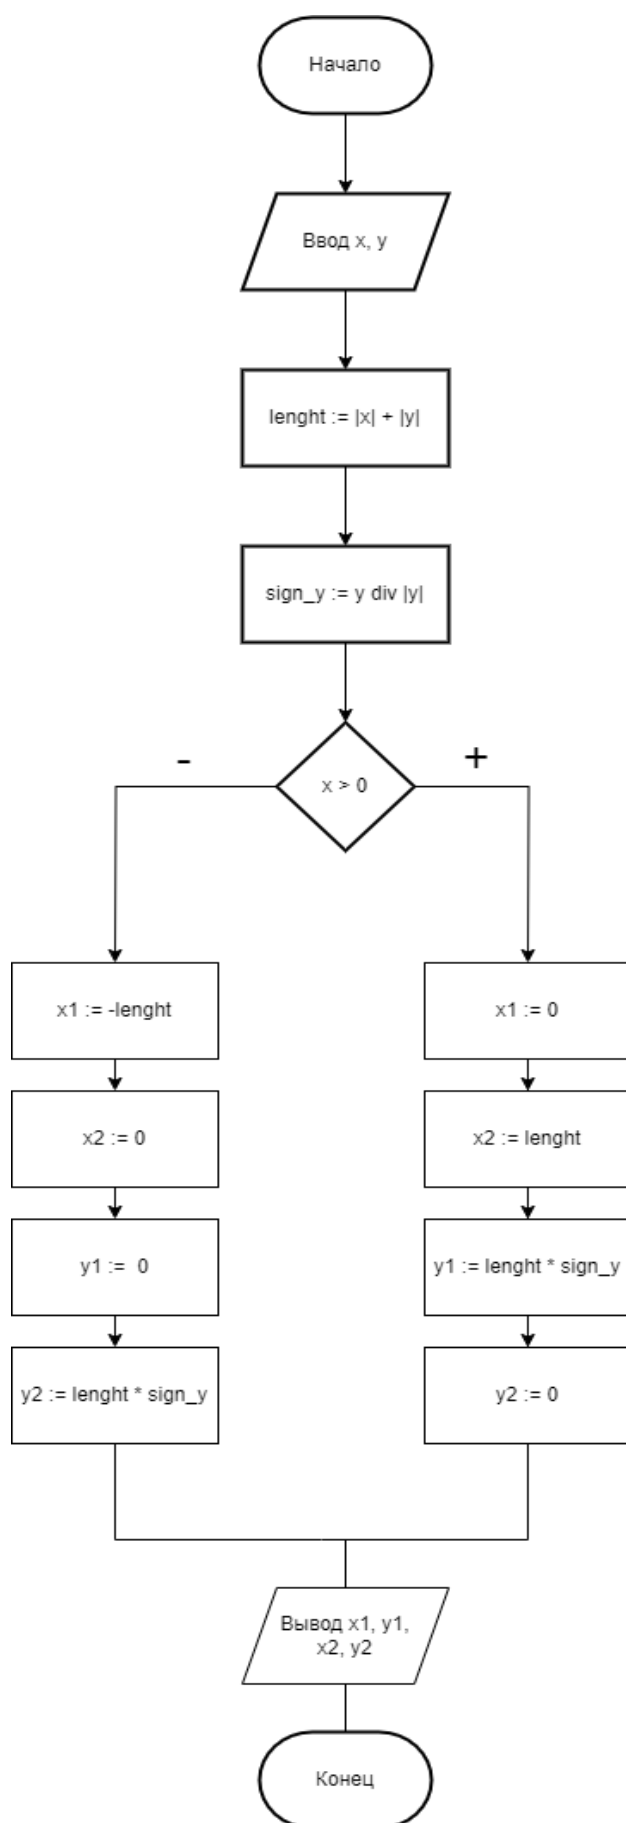 Начало
Ввод x, y
lenght := |x| + |y|
sign_y := y div |y|
x > 0
-
+
x1 := -lenght
x2 := 0
y1 :=  0
y2 := lenght * sign_y
x1 := 0
x2 := lenght
y1 := lenght * sign_y
y2 := 0
Вывод x1, y1,
x2, y2
Конец